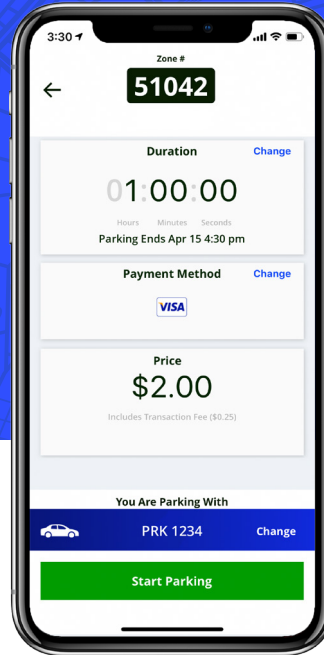 3:30
Zone #
51042
Duration
Change
01:00:00
Hours Minutes Seconds
Parking Ends Apr 15 4:30 pm
Payment Method
Change
VISA
Price
$2.00
Includes Transaction Fee ($0.25)
You Are Parking With
PRK 1234
Change
Start Parking